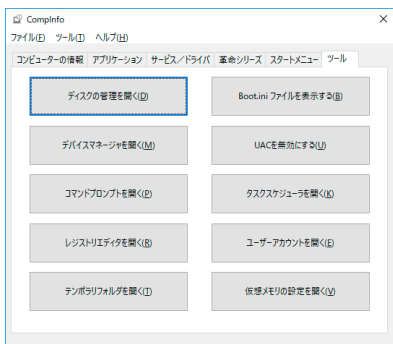 CompInfo
ファイル(F) ツール(T) ヘルプ(H)
コンピューターの情報 アプリケーション サービス／ドライバ 革命シリーズ スタートメニュー ツール
ディスクの管理を開く(D) Boot.ini ファイルを表示する(B)
デバイスマネージャを開く(M) UACを無効にする(U)
コマンドプロンプトを開く(P) タスクスケジューラを開く(K)
レジストリエディタを開く(R) ユーザーアカウントを開く(E)
テンポラリフォルダを開く(T) 仮想メモリの設定を開く(V)